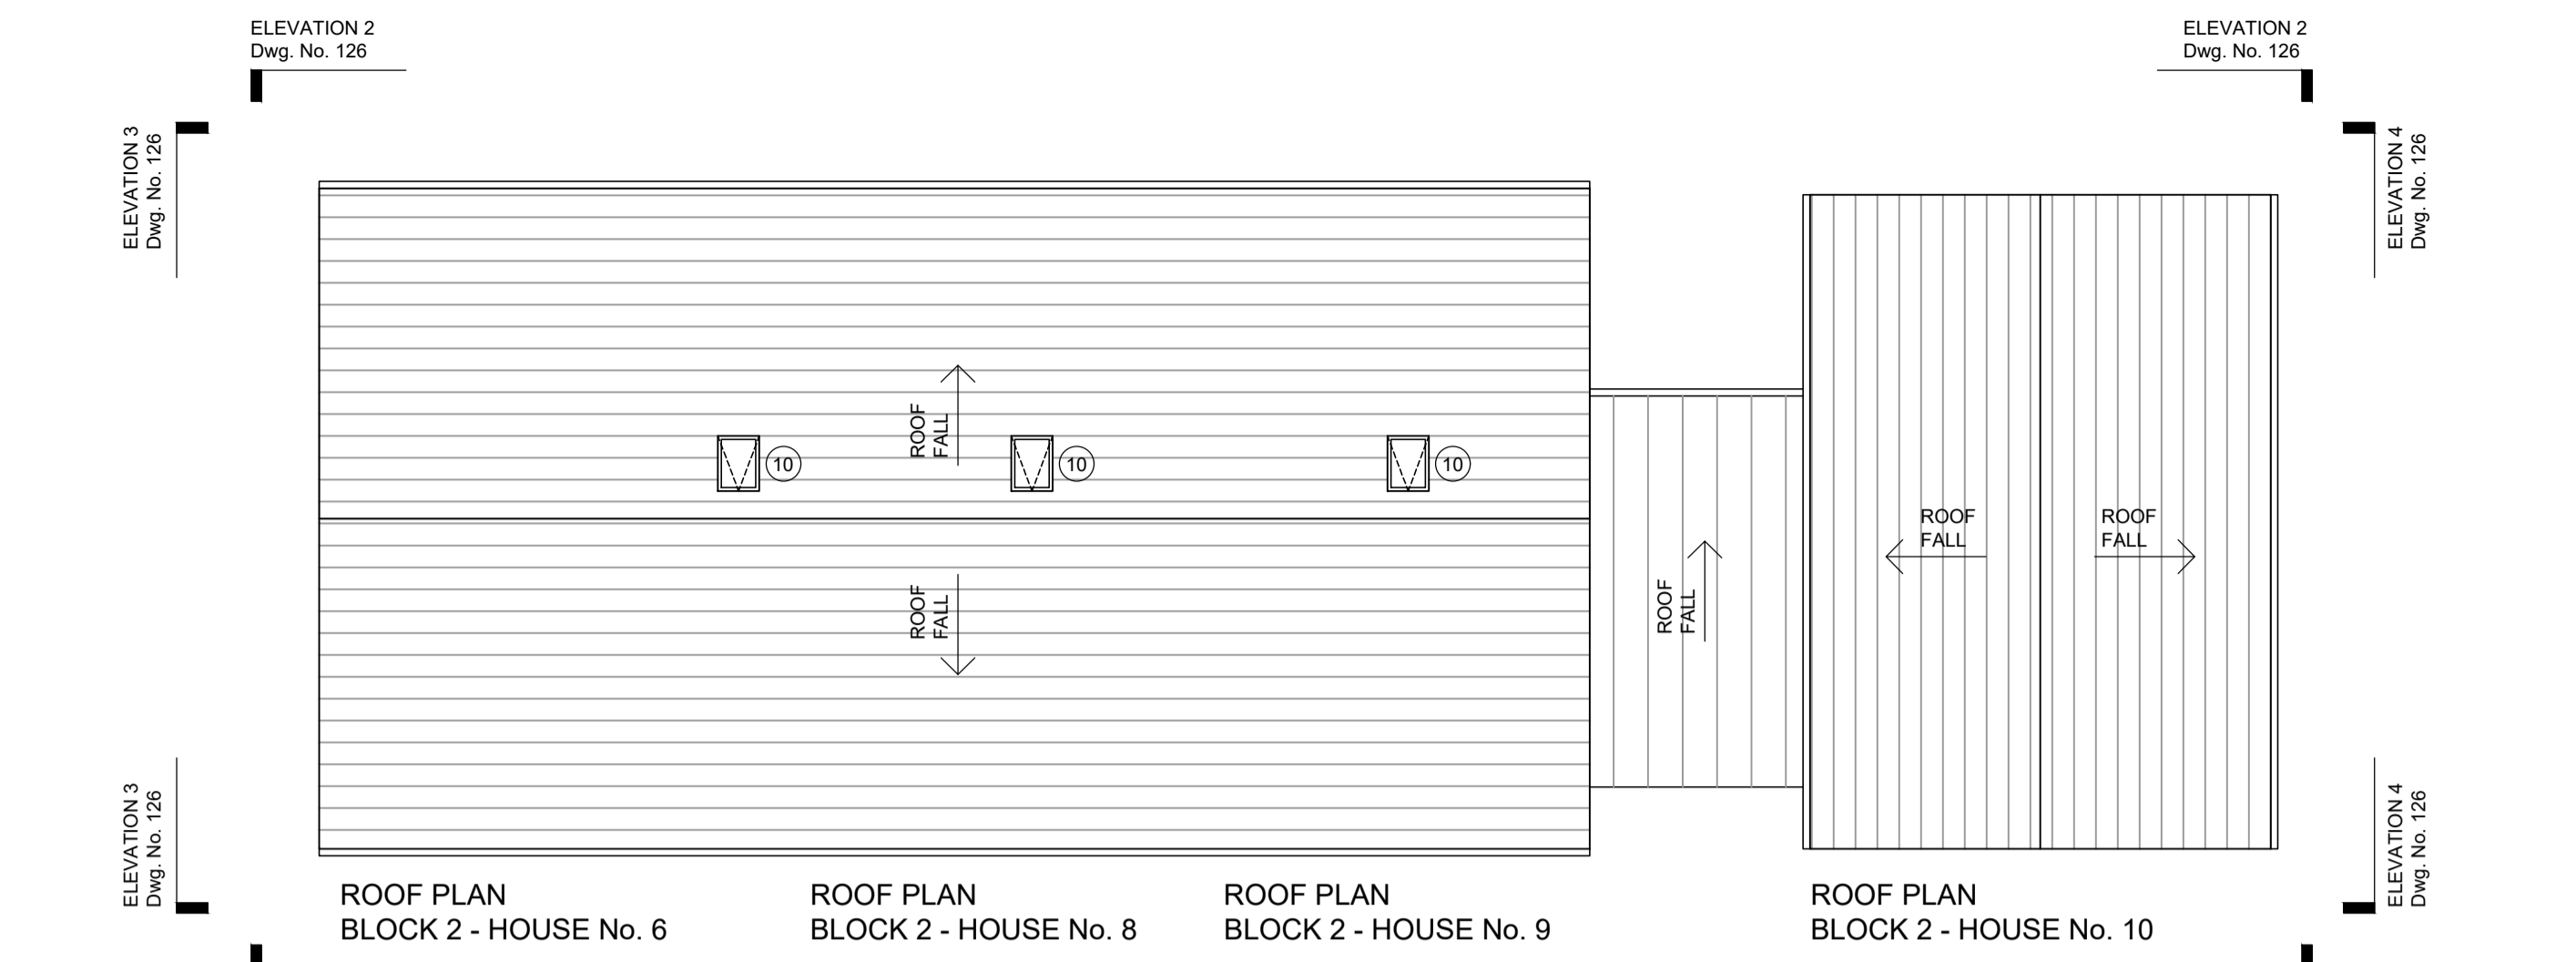 ELEVATION 2
Dwg. No. 126
ELEVATION 2
Dwg. No. 126
ELEVATION 3
Dwg. No. 126
ELEVATION 4
Dwg. No. 126
ROOF
FALL
10
10
10
ROOF
FALL
ROOF
FALL
ROOF
FALL
ROOF
FALL
ELEVATION 3
Dwg. No. 126
ELEVATION 4
Dwg. No. 126
ROOF PLAN
BLOCK 2 - HOUSE No. 6
ROOF PLAN
BLOCK 2 - HOUSE No. 8
ROOF PLAN
BLOCK 2 - HOUSE No. 9
ROOF PLAN
BLOCK 2 - HOUSE No. 10